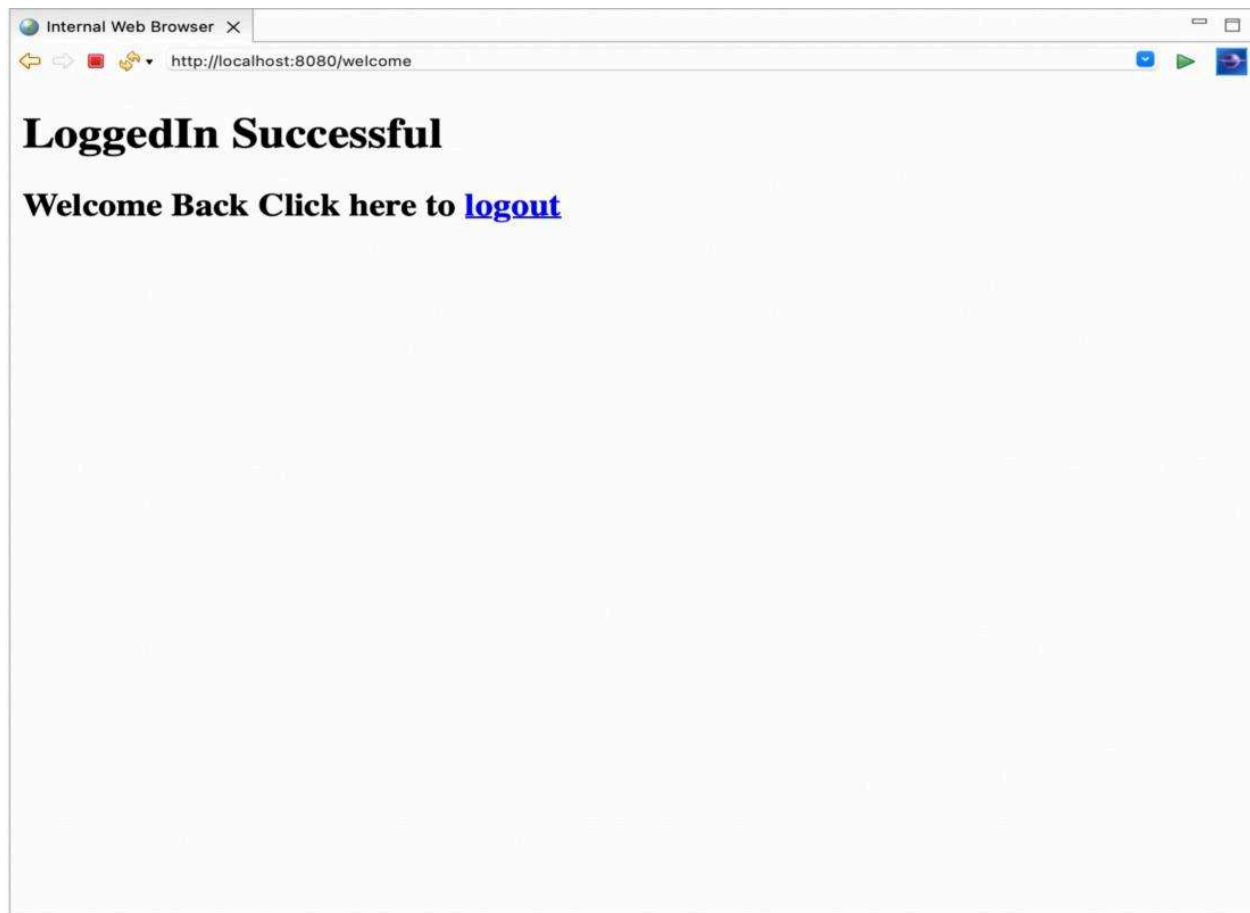 Internal Web Browser
http://localhost:8080/welcome
LoggedIn Successful
Welcome Back Click here to logout